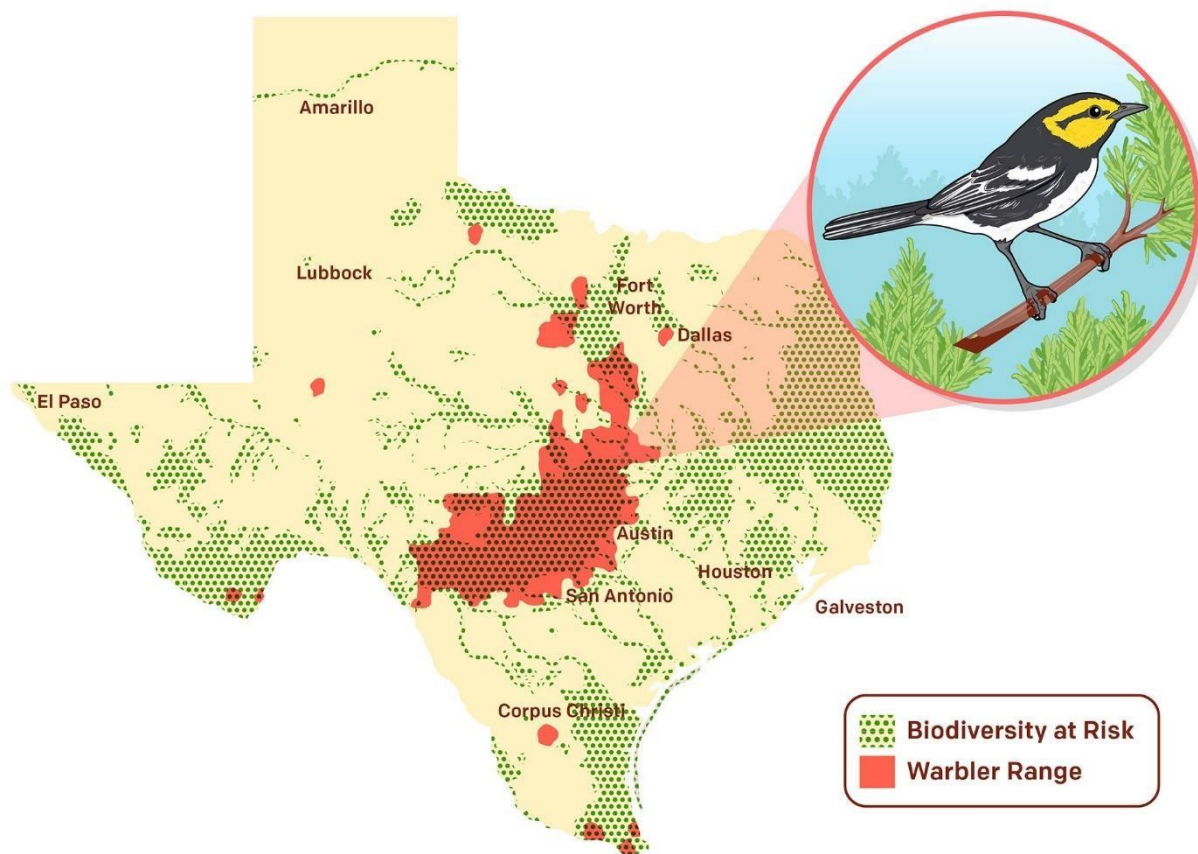 Amarillo
Lubbock
Fort
Worth
Dallas
El Paso
Austin
Houston
San Antonio
Galveston
Corpus Christi
Biodiversity at Risk
Warbler Range